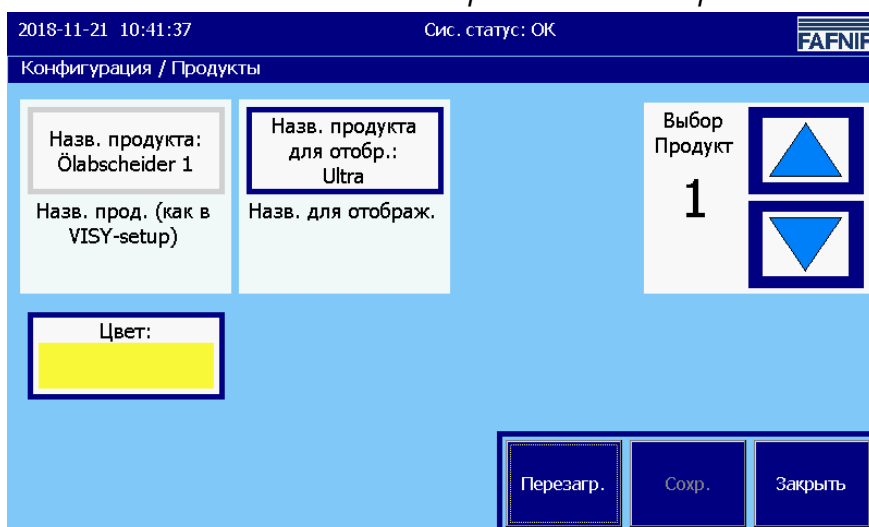 2018-11-21 10:41:37
Сис. статус: OK
FAFNIR
Конфигурация / Продукты
Назв. продукта:
Ölabscheider 1
Назв. прод. (как в
VISY-setup)
Назв. продукта
для отобр.:
Ultra
Назв. для отображ.
Выбор
Продукт
1
Цвет:
Перезагр.
Сохр.
Закрыть